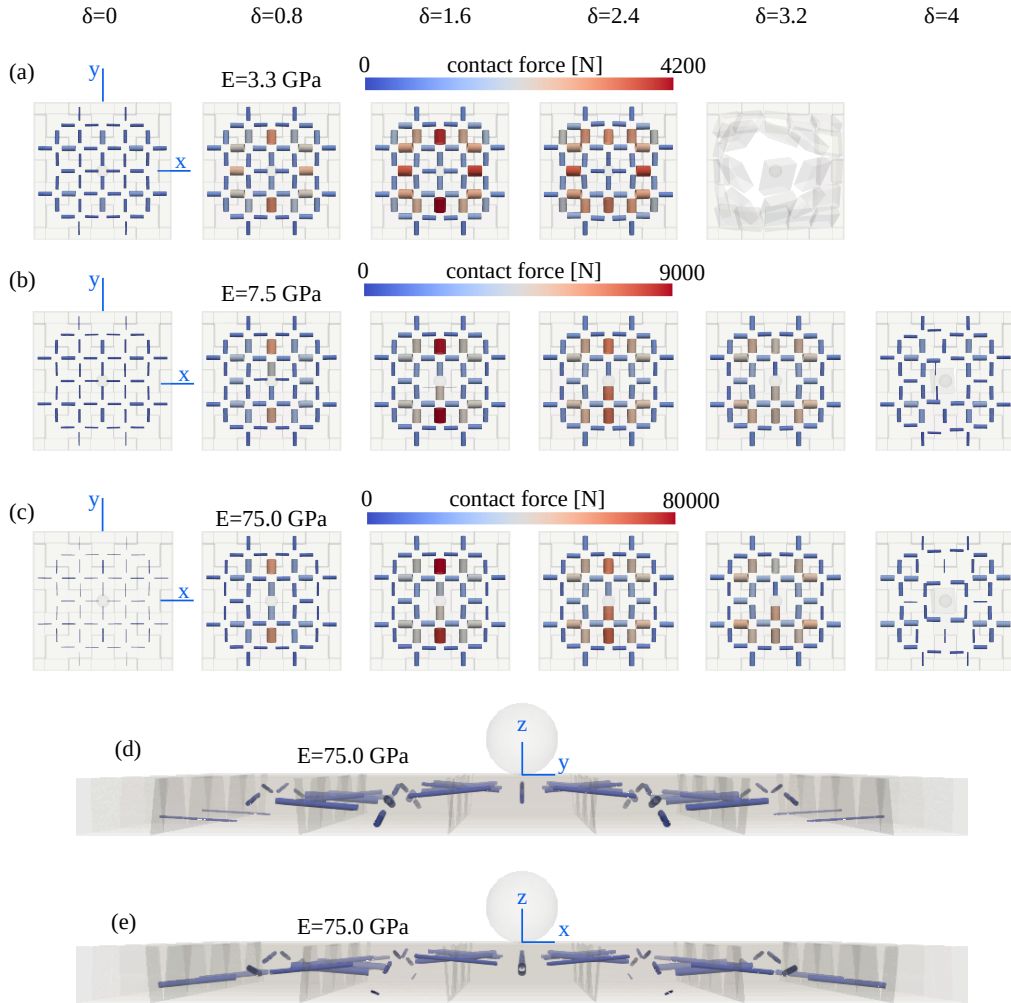 δ=0 δ=0.8 δ=1.6 δ=2.4 δ=3.2 δ=4
(a) y E=3.3 GPa 0 contact force [N] 4200
x
(b) y E=7.5 GPa 0 contact force [N] 9000
x
(c) y E=75.0 GPa 0 contact force [N] 80000
x
(d) E=75.0 GPa z
y
(e) E=75.0 GPa z
x